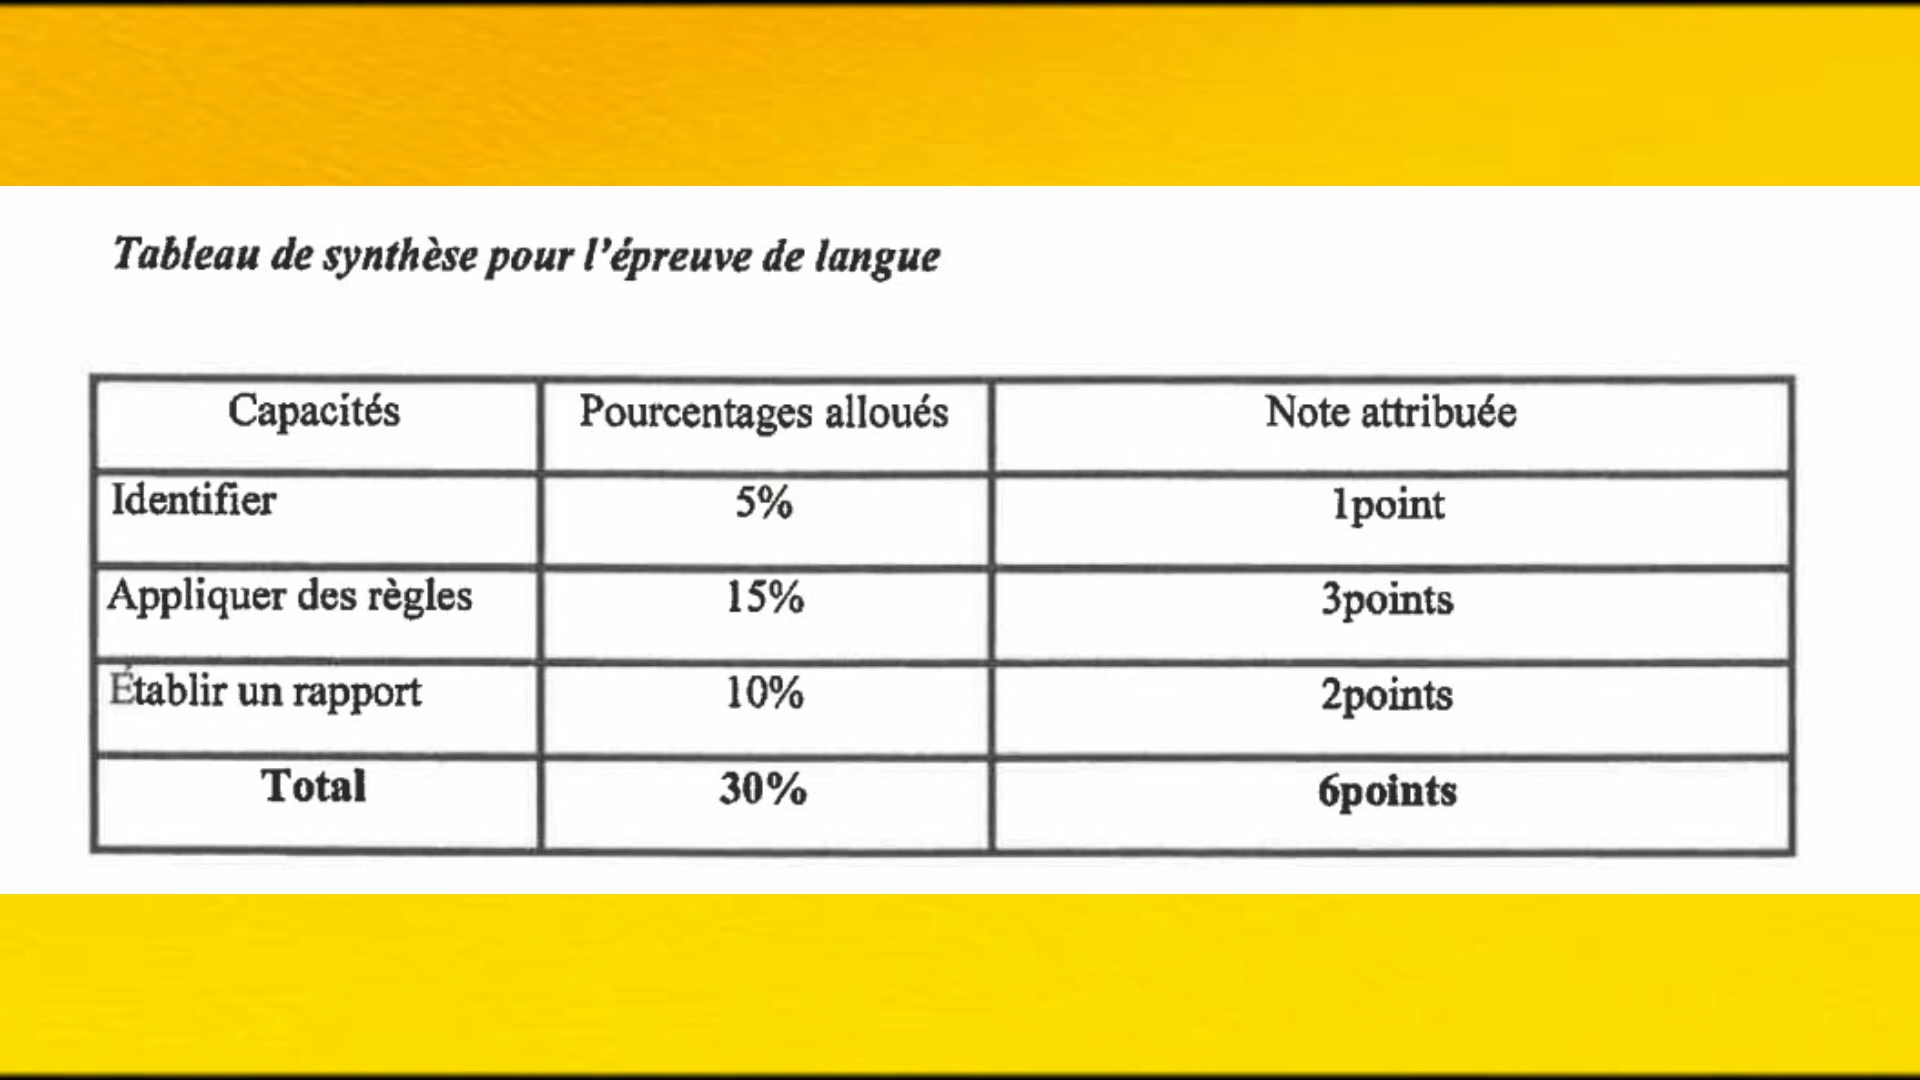 Tableau de synthèse pour l'épreuve de langue
Capacités Pourcentages alloués Note attribuée
Identifier 5% 1point
Appliquer des règles 15% 3points
Établir un rapport 10% 2points
Total 30% 6points